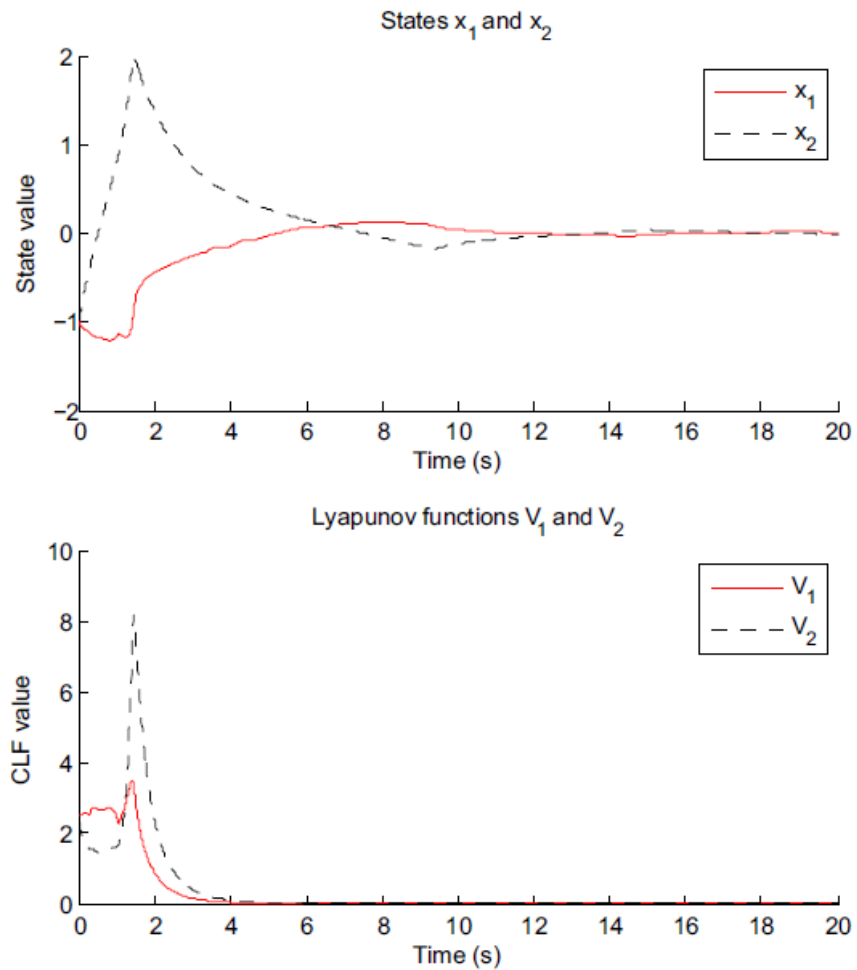 States x₁ and x₂
State value
2
1
0
−1
−2
x₁
x₂
0 2 4 6 8 10 12 14 16 18 20
Time (s)
Lyapunov functions V₁ and V₂
CLF value
10
8
6
4
2
0
V₁
V₂
0 2 4 6 8 10 12 14 16 18 20
Time (s)